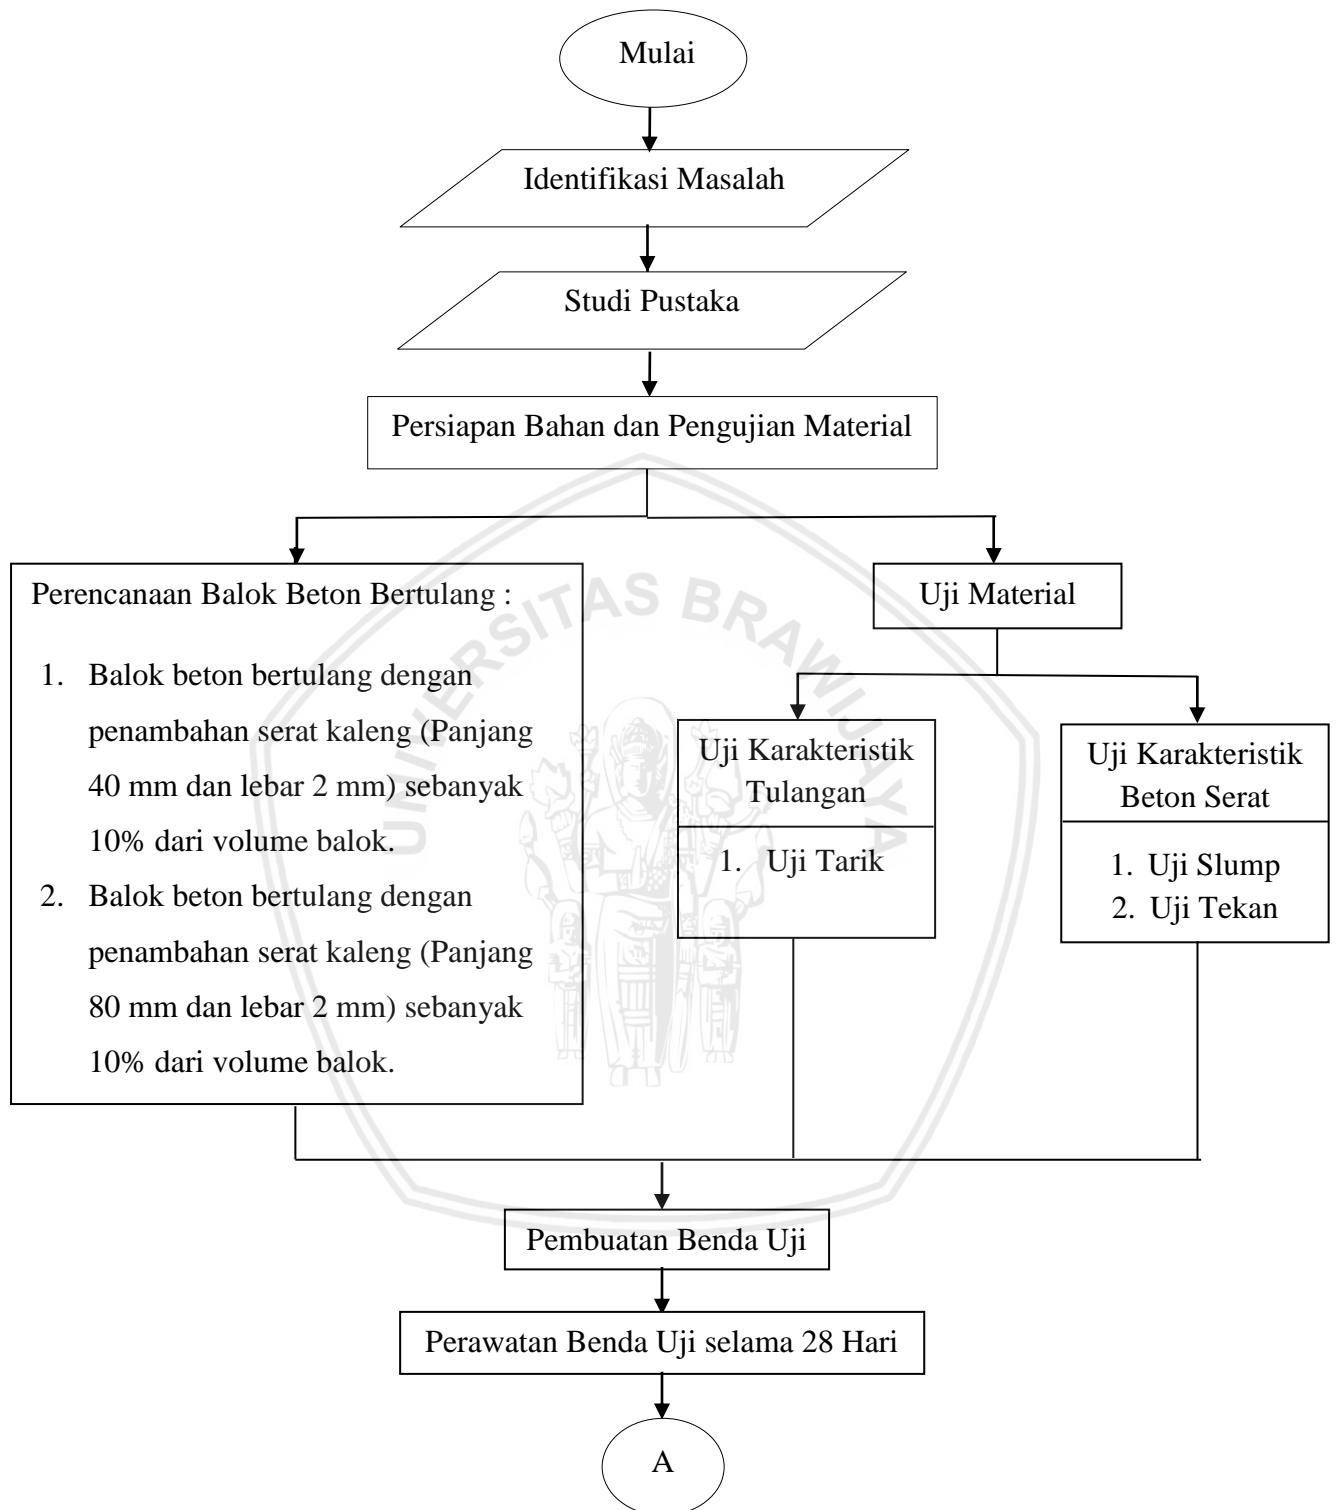 Mulai
Identifikasi Masalah
Studi Pustaka
Persiapan Bahan dan Pengujian Material
Perencanaan Balok Beton Bertulang :
1. Balok beton bertulang dengan
penambahan serat kaleng (Panjang
40 mm dan lebar 2 mm) sebanyak
10% dari volume balok.
2. Balok beton bertulang dengan
penambahan serat kaleng (Panjang
80 mm dan lebar 2 mm) sebanyak
10% dari volume balok.
Uji Material
Uji Karakteristik
Tulangan
1. Uji Tarik
Uji Karakteristik
Beton Serat
1. Uji Slump
2. Uji Tekan
UNIVERSITAS BRAWIJAYA
Pembuatan Benda Uji
Perawatan Benda Uji selama 28 Hari
A